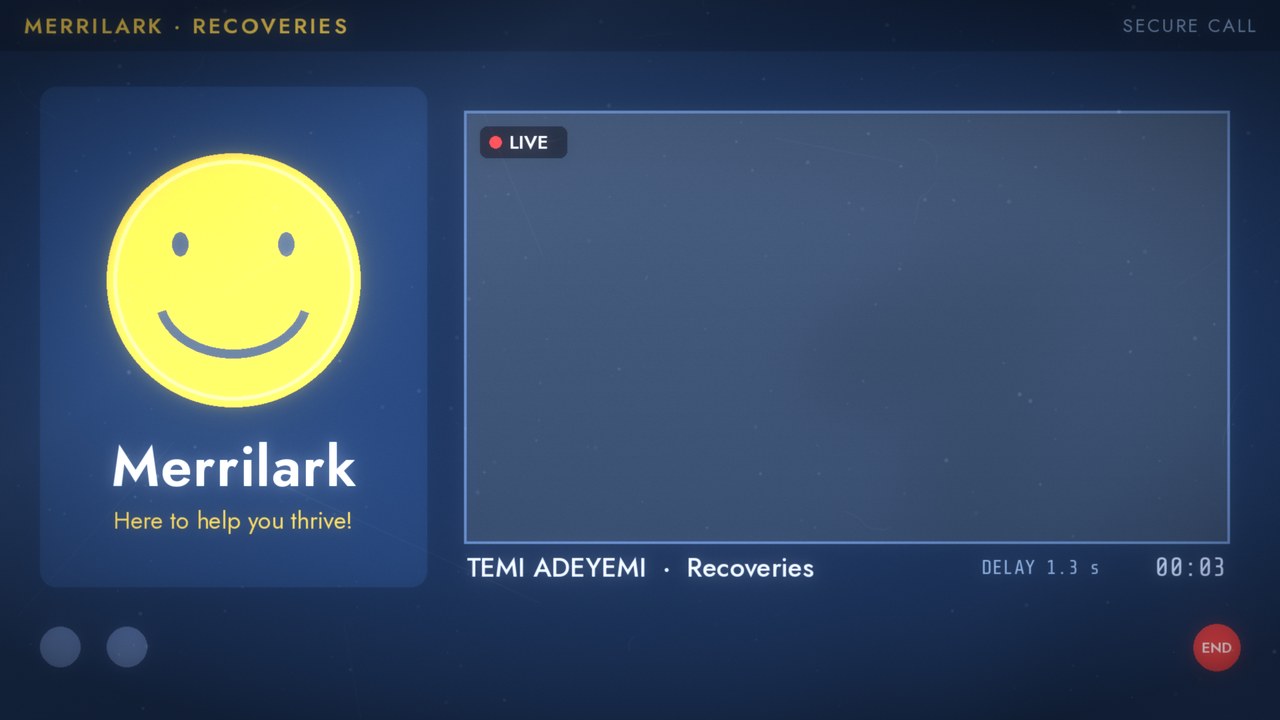 MERRILARK · RECOVERIES
SECURE CALL
LIVE
Merrilark
Here to help you thrive!
TEMI ADEYEMI · Recoveries
DELAY 1.3 s
00:03
END